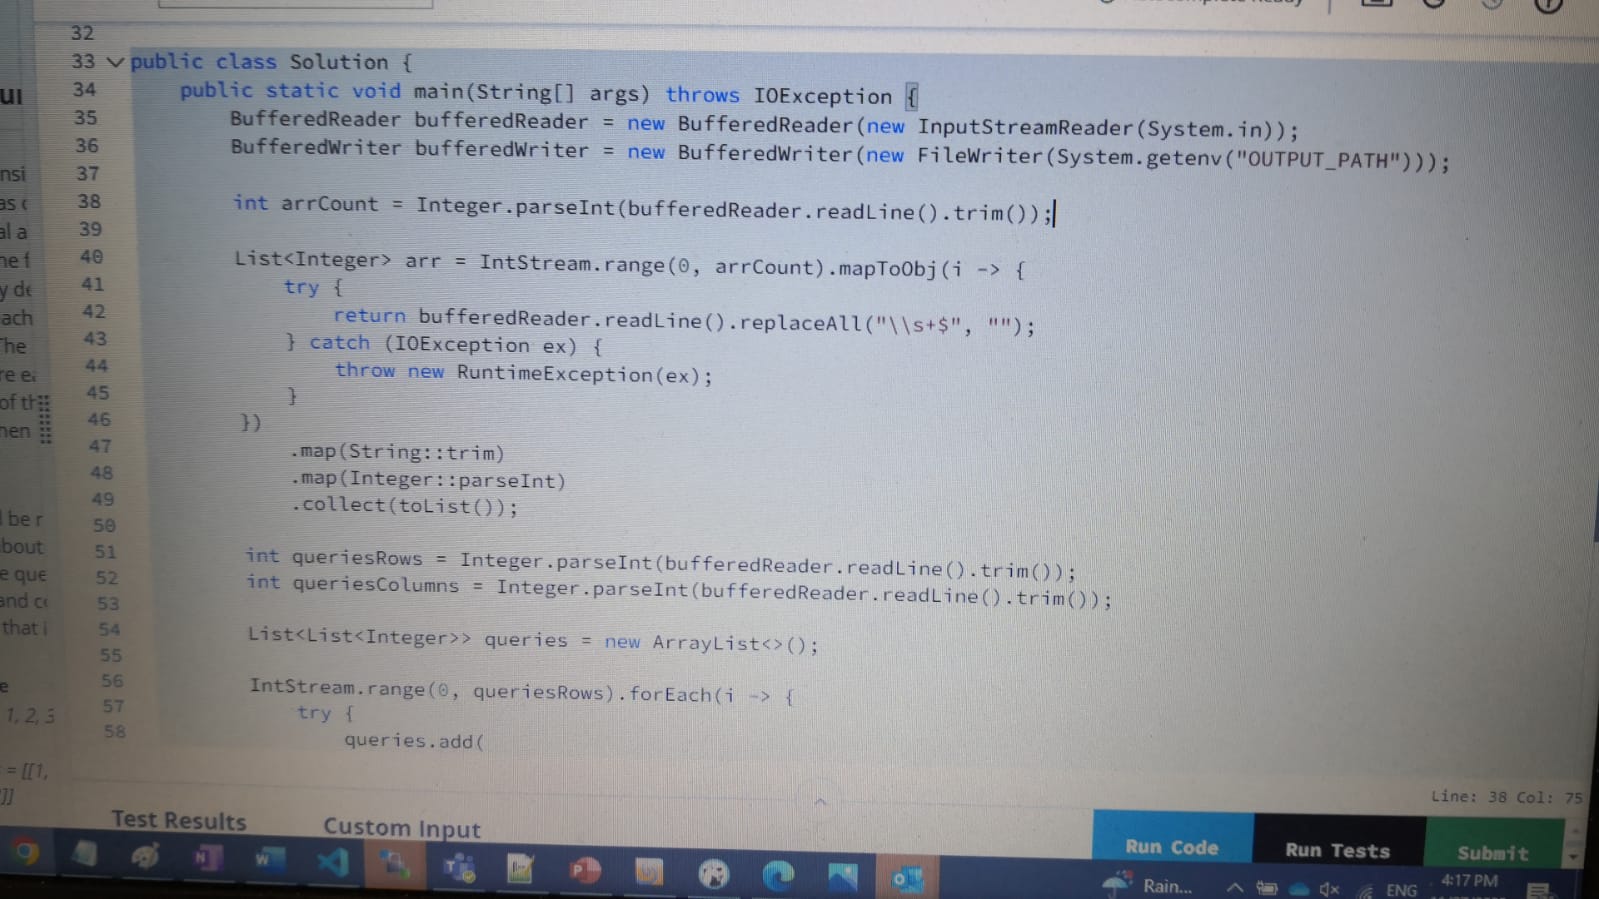 32
33 public class Solution {
34 public static void main(String[] args) throws IOException {
35 BufferedReader bufferedReader = new BufferedReader(new InputStreamReader(System.in));
36 BufferedWriter bufferedWriter = new BufferedWriter(new FileWriter(System.getenv("OUTPUT_PATH")));
37
38 int arrCount = Integer.parseInt(bufferedReader.readLine().trim());
39
40 List<Integer> arr = IntStream.range(0, arrCount).mapToObj(i -> {
41 try {
42 return bufferedReader.readLine().replaceAll("\\s+$", "");
43 } catch (IOException ex) {
44 throw new RuntimeException(ex);
45 }
46 })
47 .map(String::trim)
48 .map(Integer::parseInt)
49 .collect(toList());
50
51 int queriesRows = Integer.parseInt(bufferedReader.readLine().trim());
52 int queriesColumns = Integer.parseInt(bufferedReader.readLine().trim());
53
54 List<List<Integer>> queries = new ArrayList<>();
55
56 IntStream.range(0, queriesRows).forEach(i -> {
57 try {
58 queries.add(
nsi
as
al a
y de
ach
The
re
of th
hen
be r
bout
e que
and
that i
e
1, 2, 3
= [[1,
]]
Line: 38 Col: 75
Test Results
Custom Input
Run Code
Run Tests
Submit
Rain...
ENG
4:17 PM